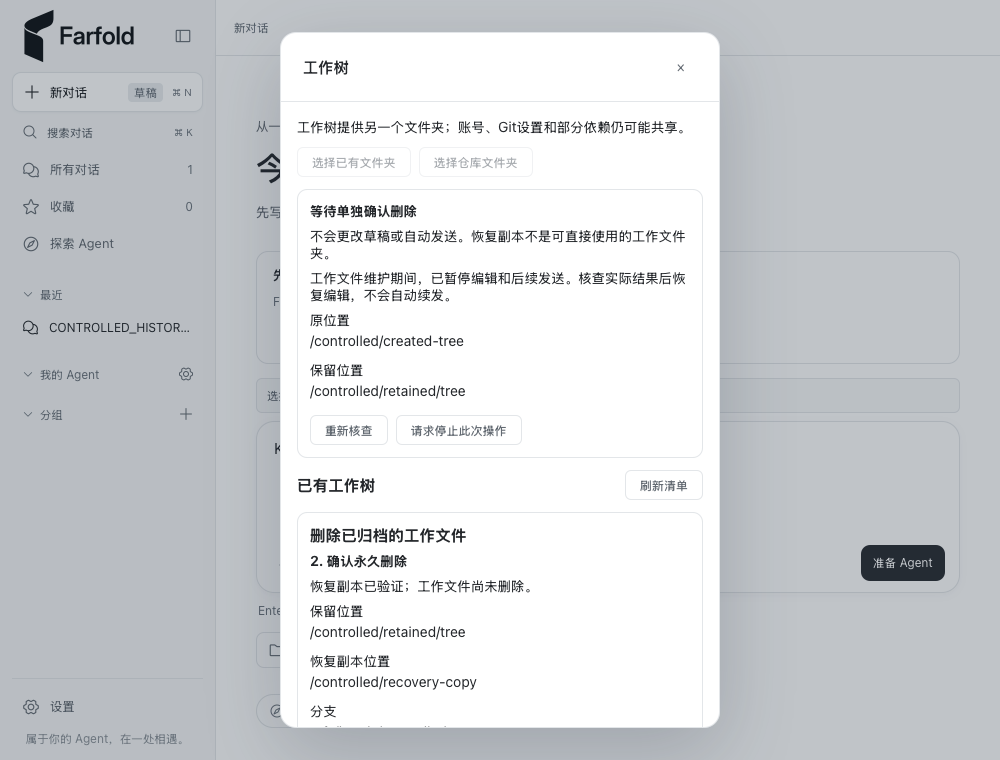 Farfold
新对话
草稿
⌘ N
搜索对话
⌘ K
所有对话
1
收藏
0
探索 Agent
最近
CONTROLLED_HISTOR...
我的 Agent
分组
设置
属于你的 Agent，在一处相遇。
新对话
从一
今
先写
F
选
K
Ente
准备 Agent
工作树
×
工作树提供另一个文件夹；账号、Git设置和部分依赖仍可能共享。
选择已有文件夹
选择仓库文件夹
等待单独确认删除
不会更改草稿或自动发送。恢复副本不是可直接使用的工作文件
夹。
工作文件维护期间，已暂停编辑和后续发送。核查实际结果后恢
复编辑，不会自动续发。
原位置
/controlled/created-tree
保留位置
/controlled/retained/tree
重新核查
请求停止此次操作
已有工作树
刷新清单
删除已归档的工作文件
2. 确认永久删除
恢复副本已验证；工作文件尚未删除。
保留位置
/controlled/retained/tree
恢复副本位置
/controlled/recovery-copy
分支